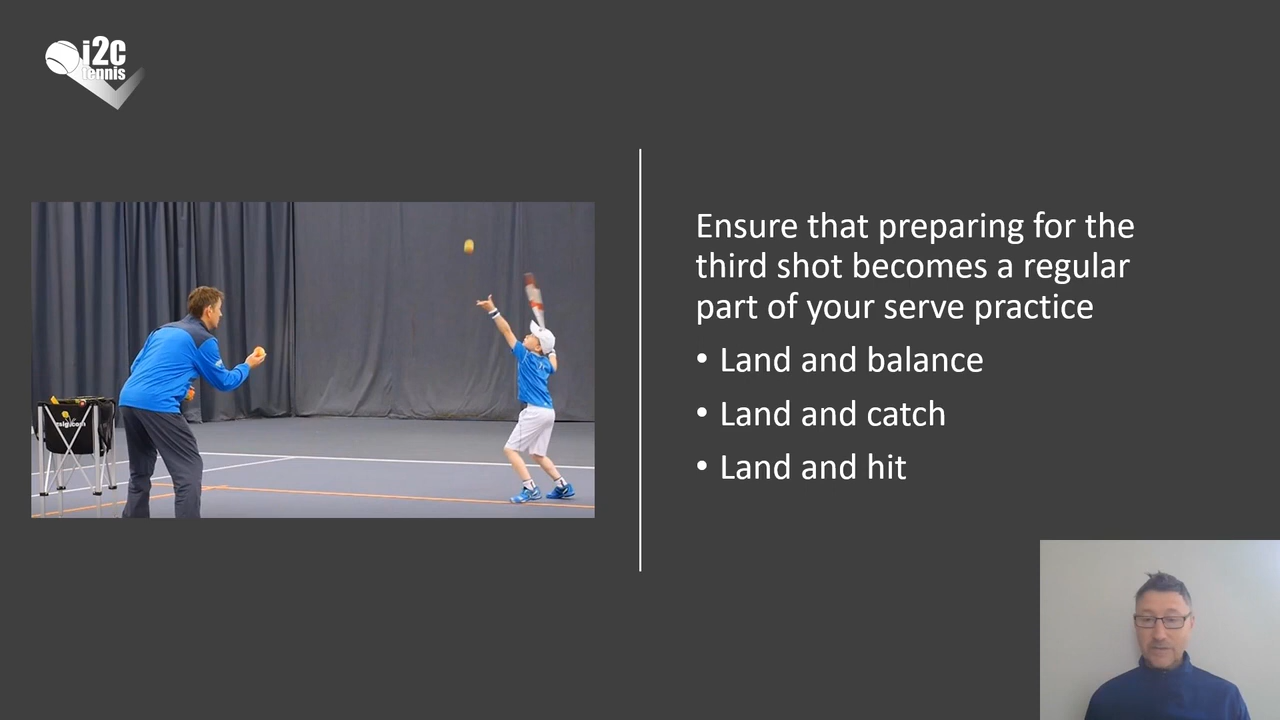 i2c
tennis
Ensure that preparing for the
third shot becomes a regular
part of your serve practice
• Land and balance
• Land and catch
• Land and hit